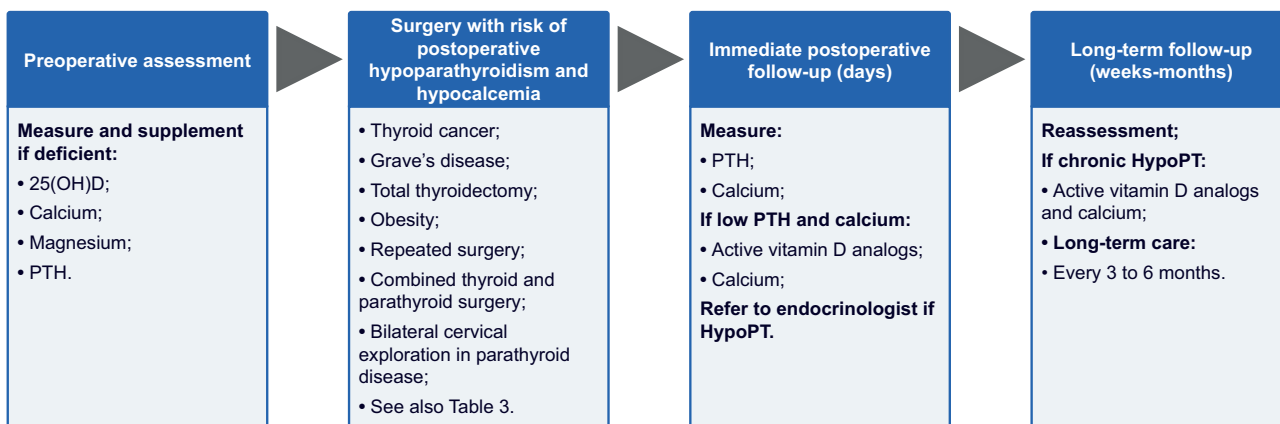 Preoperative assessment
Measure and supplement
if deficient:
• 25(OH)D;
• Calcium;
• Magnesium;
• PTH.
Surgery with risk of
postoperative
hypoparathyroidism and
hypocalcemia
• Thyroid cancer;
• Grave’s disease;
• Total thyroidectomy;
• Obesity;
• Repeated surgery;
• Combined thyroid and
parathyroid surgery;
• Bilateral cervical
exploration in parathyroid
disease;
• See also Table 3.
Immediate postoperative
follow-up (days)
Measure:
• PTH;
• Calcium;
If low PTH and calcium:
• Active vitamin D analogs;
• Calcium;
Refer to endocrinologist if
HypoPT.
Long-term follow-up
(weeks-months)
Reassessment;
If chronic HypoPT:
• Active vitamin D analogs
and calcium;
• Long-term care:
• Every 3 to 6 months.